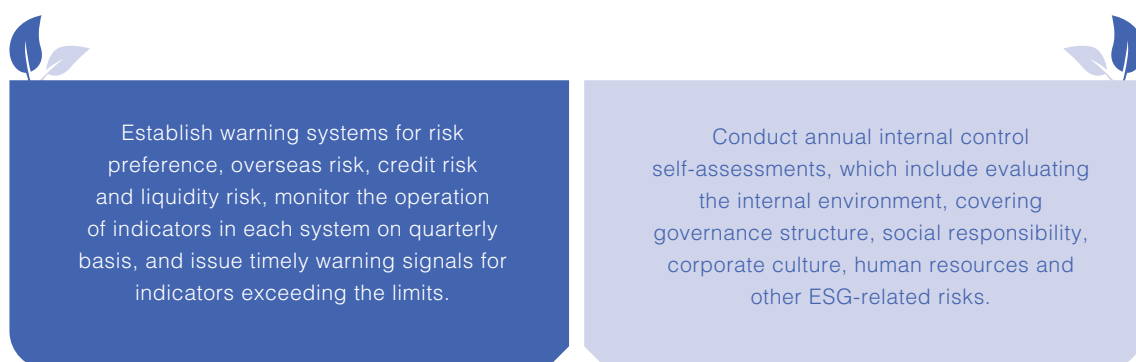 Establish warning systems for risk
preference, overseas risk, credit risk
and liquidity risk, monitor the operation
of indicators in each system on quarterly
basis, and issue timely warning signals for
indicators exceeding the limits.
Conduct annual internal control
self-assessments, which include evaluating
the internal environment, covering
governance structure, social responsibility,
corporate culture, human resources and
other ESG-related risks.